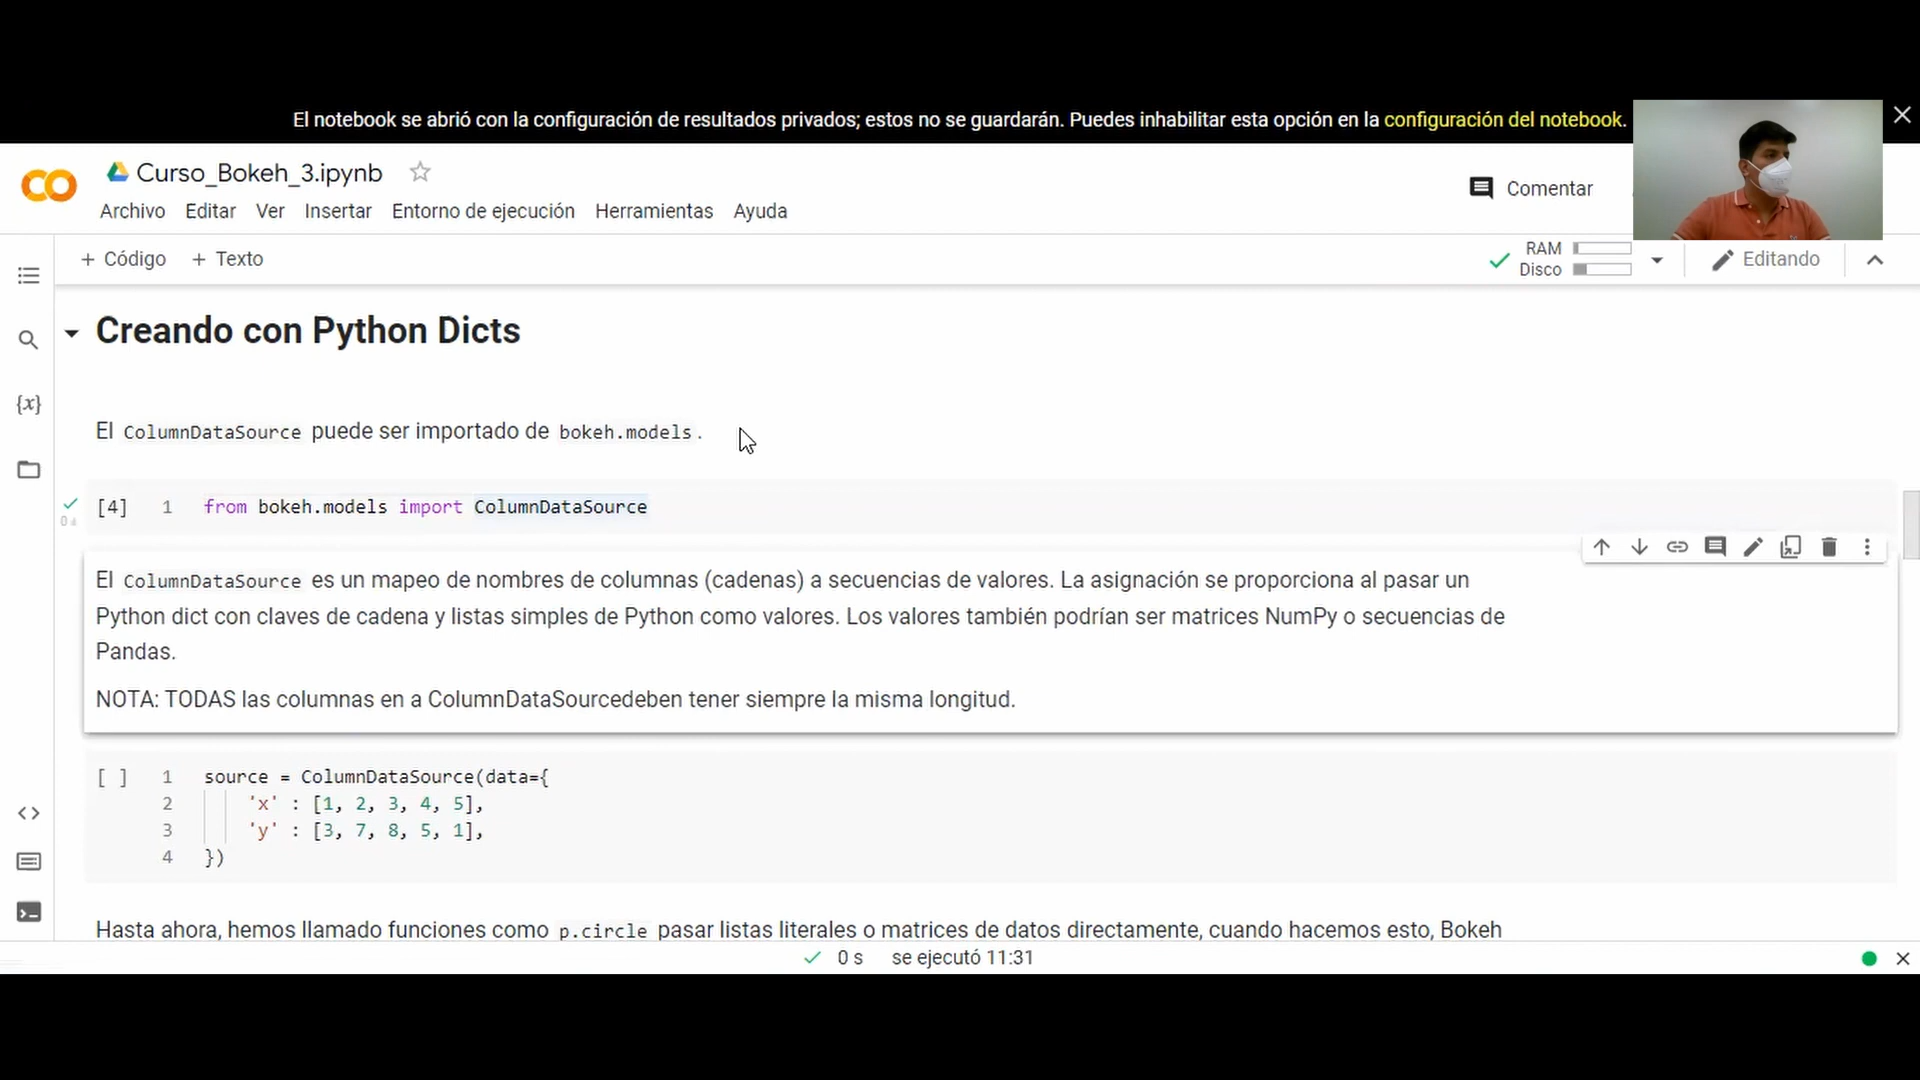 El notebook se abrió con la configuración de resultados privados; estos no se guardarán. Puedes inhabilitar esta opción en la configuración del notebook.
Curso_Bokeh_3.ipynb
Comentar
Archivo Editar Ver Insertar Entorno de ejecución Herramientas Ayuda
+ Código + Texto
RAM
Disco
Editando
Creando con Python Dicts
El ColumnDataSource puede ser importado de bokeh.models.
[4] 1 from bokeh.models import ColumnDataSource
0 s
El ColumnDataSource es un mapeo de nombres de columnas (cadenas) a secuencias de valores. La asignación se proporciona al pasar un
Python dict con claves de cadena y listas simples de Python como valores. Los valores también podrían ser matrices NumPy o secuencias de
Pandas.
NOTA: TODAS las columnas en a ColumnDataSourcedeben tener siempre la misma longitud.
[ ] 1 source = ColumnDataSource(data={
2 'x' : [1, 2, 3, 4, 5],
3 'y' : [3, 7, 8, 5, 1],
4 })
Hasta ahora, hemos llamado funciones como p.circle pasar listas literales o matrices de datos directamente, cuando hacemos esto, Bokeh
0 s se ejecutó 11:31